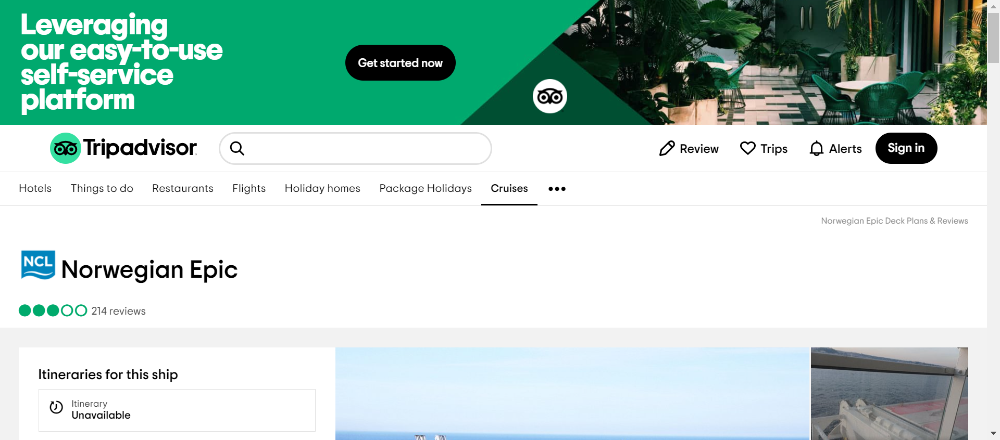 Leveraging
our easy-to-use
self-service
platform
Get started now
Tripadvisor
Review
Trips
Alerts
Sign in
Hotels
Things to do
Restaurants
Flights
Holiday homes
Package Holidays
Cruises
Norwegian Epic Deck Plans & Reviews
NCL
Norwegian Epic
214 reviews
Itineraries for this ship
Itinerary
Unavailable